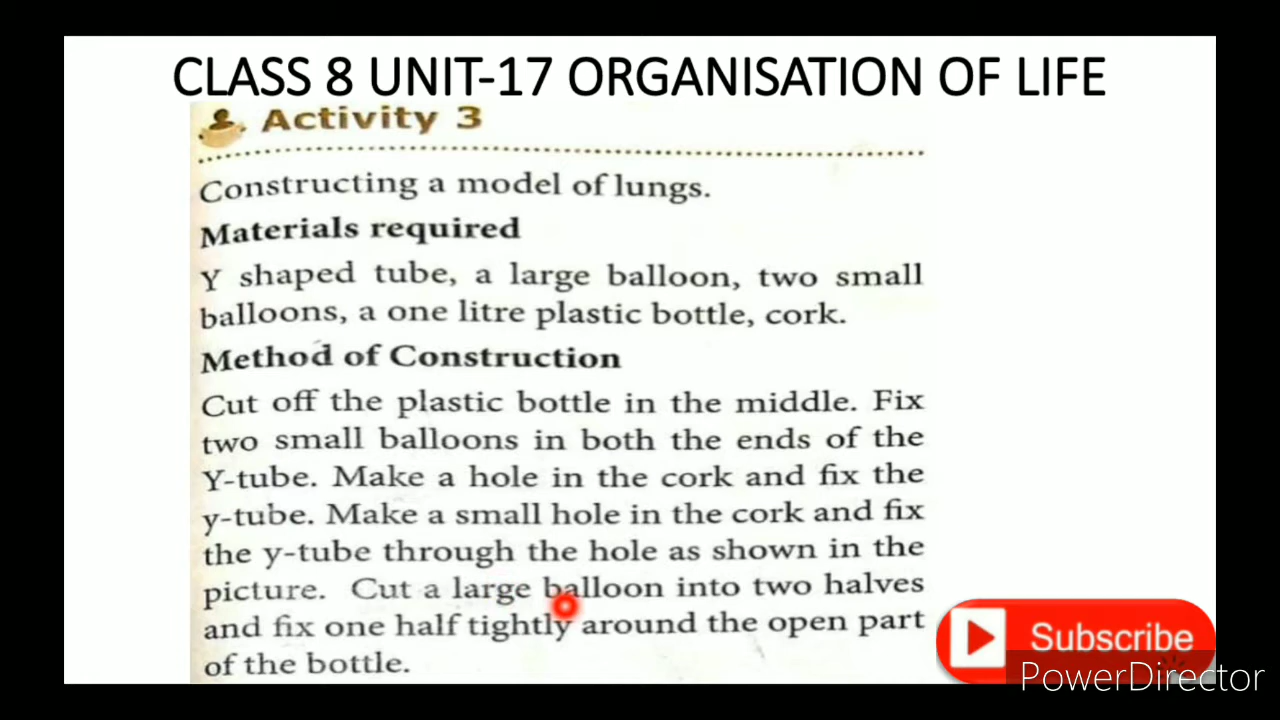 CLASS 8 UNIT-17 ORGANISATION OF LIFE
Activity 3
Constructing a model of lungs.
Materials required
Y shaped tube, a large balloon, two small
balloons, a one litre plastic bottle, cork.
Method of Construction
Cut off the plastic bottle in the middle. Fix
two small balloons in both the ends of the
Y-tube. Make a hole in the cork and fix the
y-tube. Make a small hole in the cork and fix
the y-tube through the hole as shown in the
picture. Cut a large balloon into two halves
and fix one half tightly around the open part
of the bottle.
Subscribe
PowerDirector